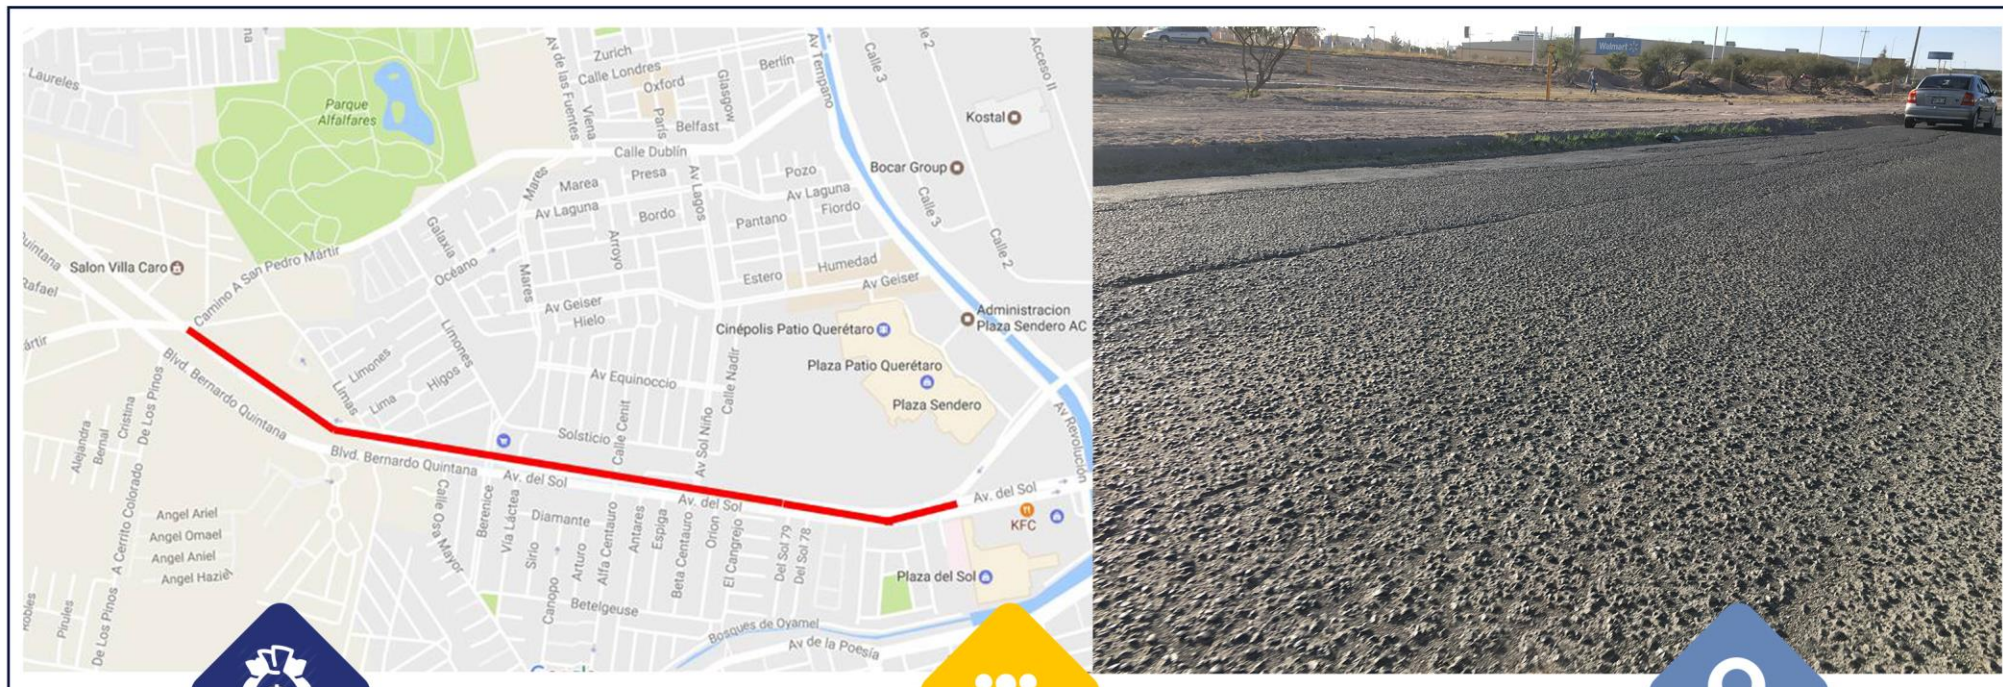 Laureles
na
Parque
Alfalfares
Av de las Fuentes
Zurich
Calle Londres
Oxford
Viena
París
Glasgow
Berlín
Belfast
Calle Dublín
Av Tempano
Calle 3
Acceso II
Kostal
Bocar Group
Calle 3
Calle 2
Mares
Marea
Presa
Av Lagos
Pozo
Av Laguna
Av Laguna
Bordo
Pantano
Fiordo
Galaxia
Océano
Mares
Arroyo
Estero
Humedad
Av Geiser
Av Geiser
Hielo
Salon Villa Caro
Camino A San Pedro Mártir
Quintana
Rafael
ártir
Cinépolis Patio Querétaro
Administracion
Plaza Sendero AC
Plaza Patio Querétaro
Plaza Sendero
Limones
Limones
Higos
Lima
Limas
Av Equinoccio
Calle Nadir
Calle Cenit
Av Sol Niño
Solsticio
Av Revolución
Blvd. Bernardo Quintana
Blvd. Bernardo Quintana
Av. del Sol
Av. del Sol
Av. del Sol
KFC
Plaza del Sol
Alejandra
Bernal
Cristina
De Los Pinos
A Cerrito Colorado
De Los Pinos
Robles
Pirules
Angel Ariel
Angel Omael
Angel Aniel
Angel Haziel
Calle Osa Mayor
Berenice
Vía Láctea
Diamante
Sirio
Canopo
Arturo
Alfa Centauro
Antares
Espiga
Beta Centauro
Orion
El Cangrejo
Del Sol 79
Del Sol 78
Betelgeuse
Bosques de Oyamel
Av de la Poesía
Google
Walmart